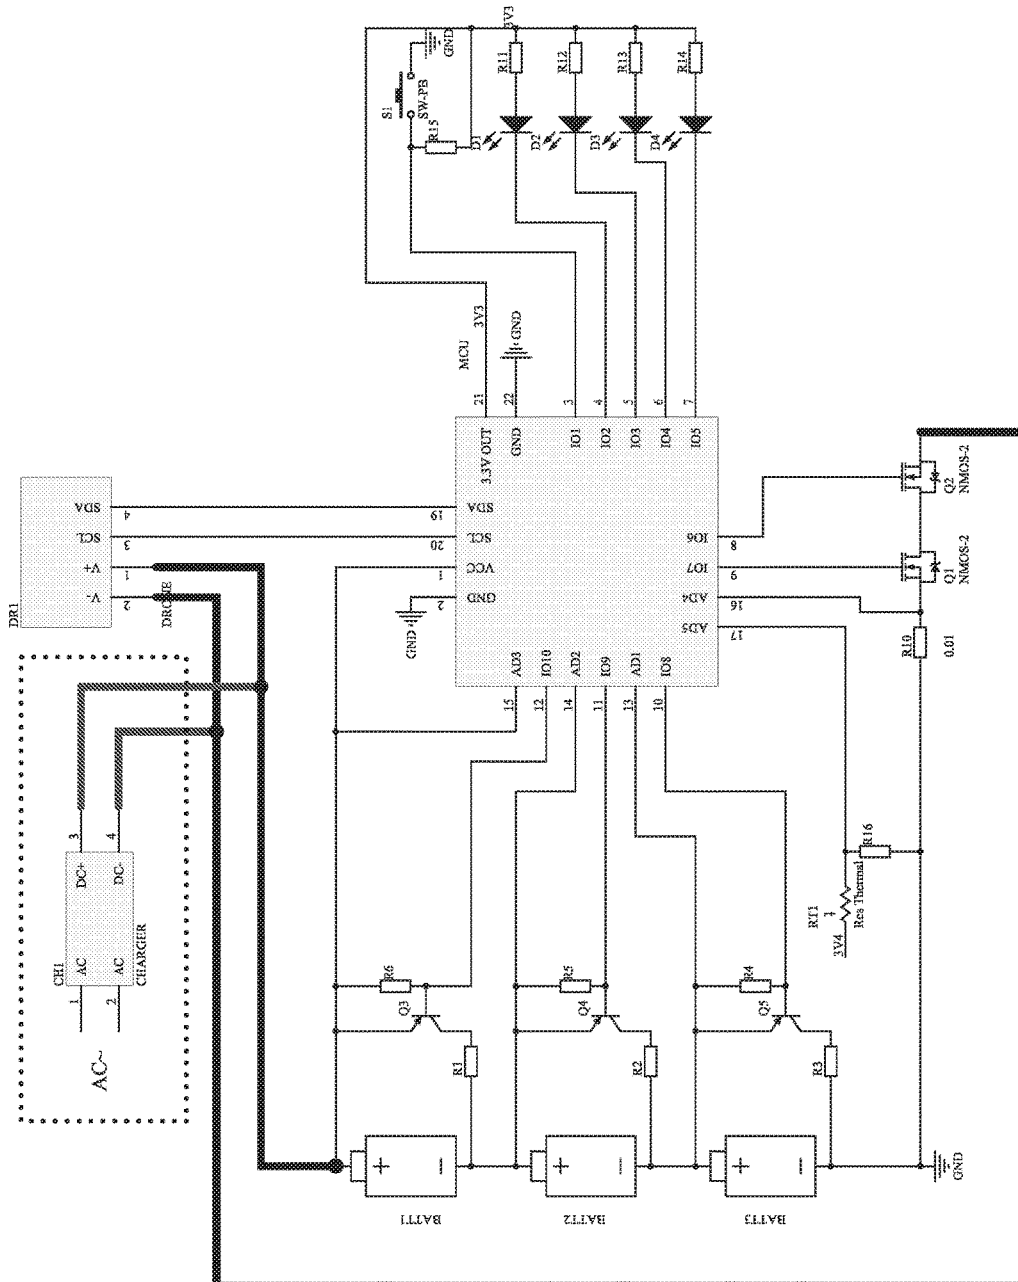 DR1
V-
V+
SCL
SDA
2
1
3
4
DRONE
CH1
AC
AC
DC+
DC-
CHARGER
1
2
3
4
AC~
3V3
GND
S1
SW-PB
R15
R11
R12
R13
R14
D1
D2
D3
D4
3V3
MCU
GND
21
22
3
4
5
6
7
3.3V OUT
GND
IO1
IO2
IO3
IO4
IO5
19
20
1
2
SDA
SCL
VCC
GND
GND
AD3
IO10
AD2
IO9
AD1
IO8
15
12
14
11
13
10
IO6
IO7
AD4
AD5
8
9
16
17
Q2
NMOS-2
Q1
NMOS-2
R10
0.01
R16
RT1
Res Thermal
3V4
R6
Q3
R1
R5
Q4
R2
R4
Q5
R3
BATT1
BATT2
BATT3
+
−
+
−
+
−
GND